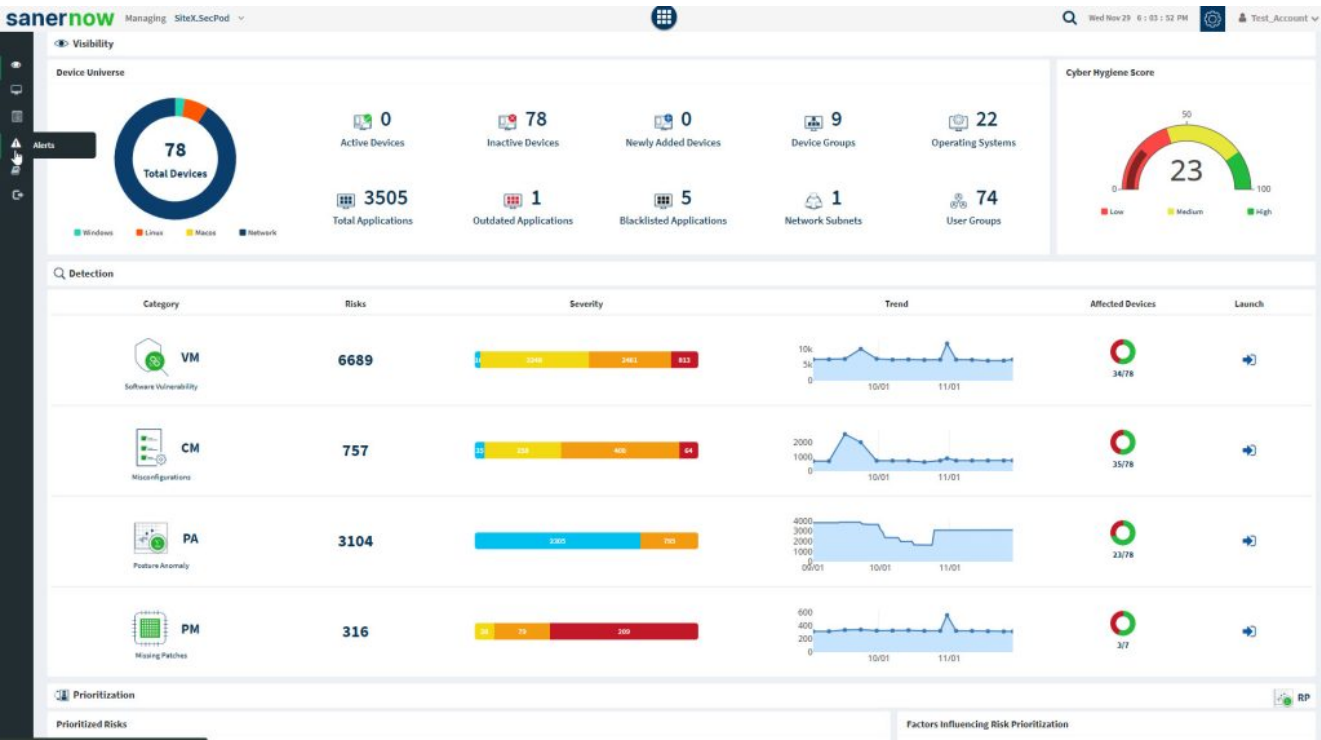 sanernow Managing SiteX.SecPod Wed Nov 29 6 : 03 : 52 PM Test_Account
Visibility
Device Universe
78
Total Devices
Windows Linux Macos Network
0 Active Devices
78 Inactive Devices
0 Newly Added Devices
9 Device Groups
22 Operating Systems
3505 Total Applications
1 Outdated Applications
5 Blacklisted Applications
1 Network Subnets
74 User Groups
Cyber Hygiene Score
50
23
0 100
Low Medium High
Alerts
Detection
Category Risks Severity Trend Affected Devices Launch
VM
Software Vulnerability
6689
2461 813
10k
5k
0
10/01 11/01
34/78
CM
Misconfigurations
757
64
2000
1000
0
10/01 11/01
35/78
PA
Posture Anomaly
3104
2305
4000
3000
2000
1000
0
09/01 10/01 11/01
23/78
PM
Missing Patches
316
79 209
600
400
200
0
10/01 11/01
3/7
Prioritization RP
Prioritized Risks
Factors Influencing Risk Prioritization